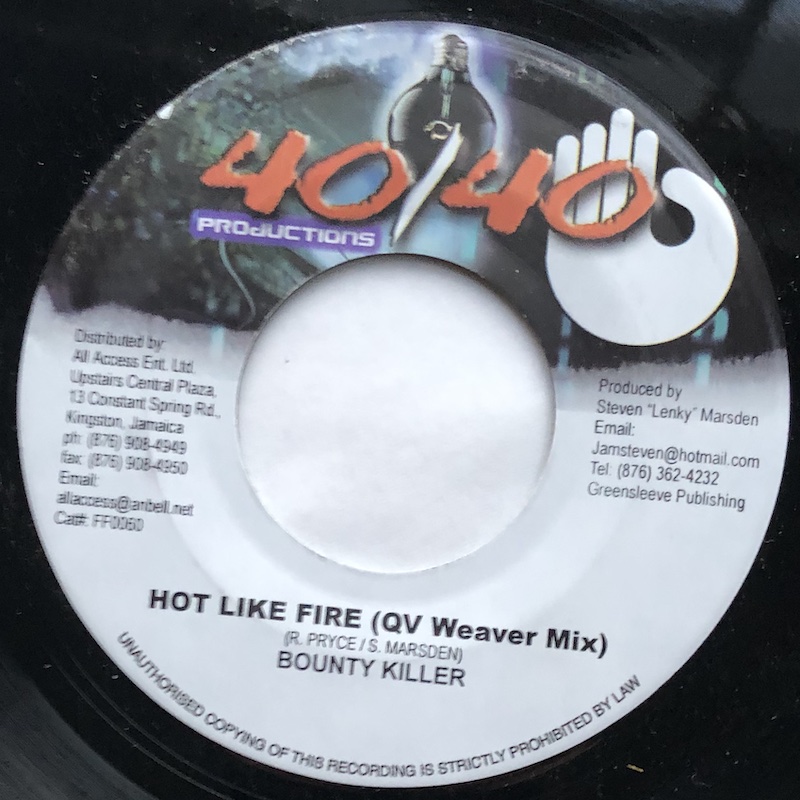 40/40
PRODUCTIONS
Distributed by:
All Access Ent. Ltd.
Upstairs Central Plaza,
13 Constant Spring Rd.,
Kingston, Jamaica
ph: (876) 908-4949
fax: (876) 908-4950
Email:
allaccess@anbell.net
Cat#: FF0060
Produced by
Steven "Lenky" Marsden
Email:
Jamsteven@hotmail.com
Tel: (876) 362-4232
Greensleeve Publishing
HOT LIKE FIRE (QV Weaver Mix)
(R. PRYCE / S. MARSDEN)
BOUNTY KILLER
UNAUTHORISED COPYING OF THIS RECORDING IS STRICTLY PROHIBITED BY LAW